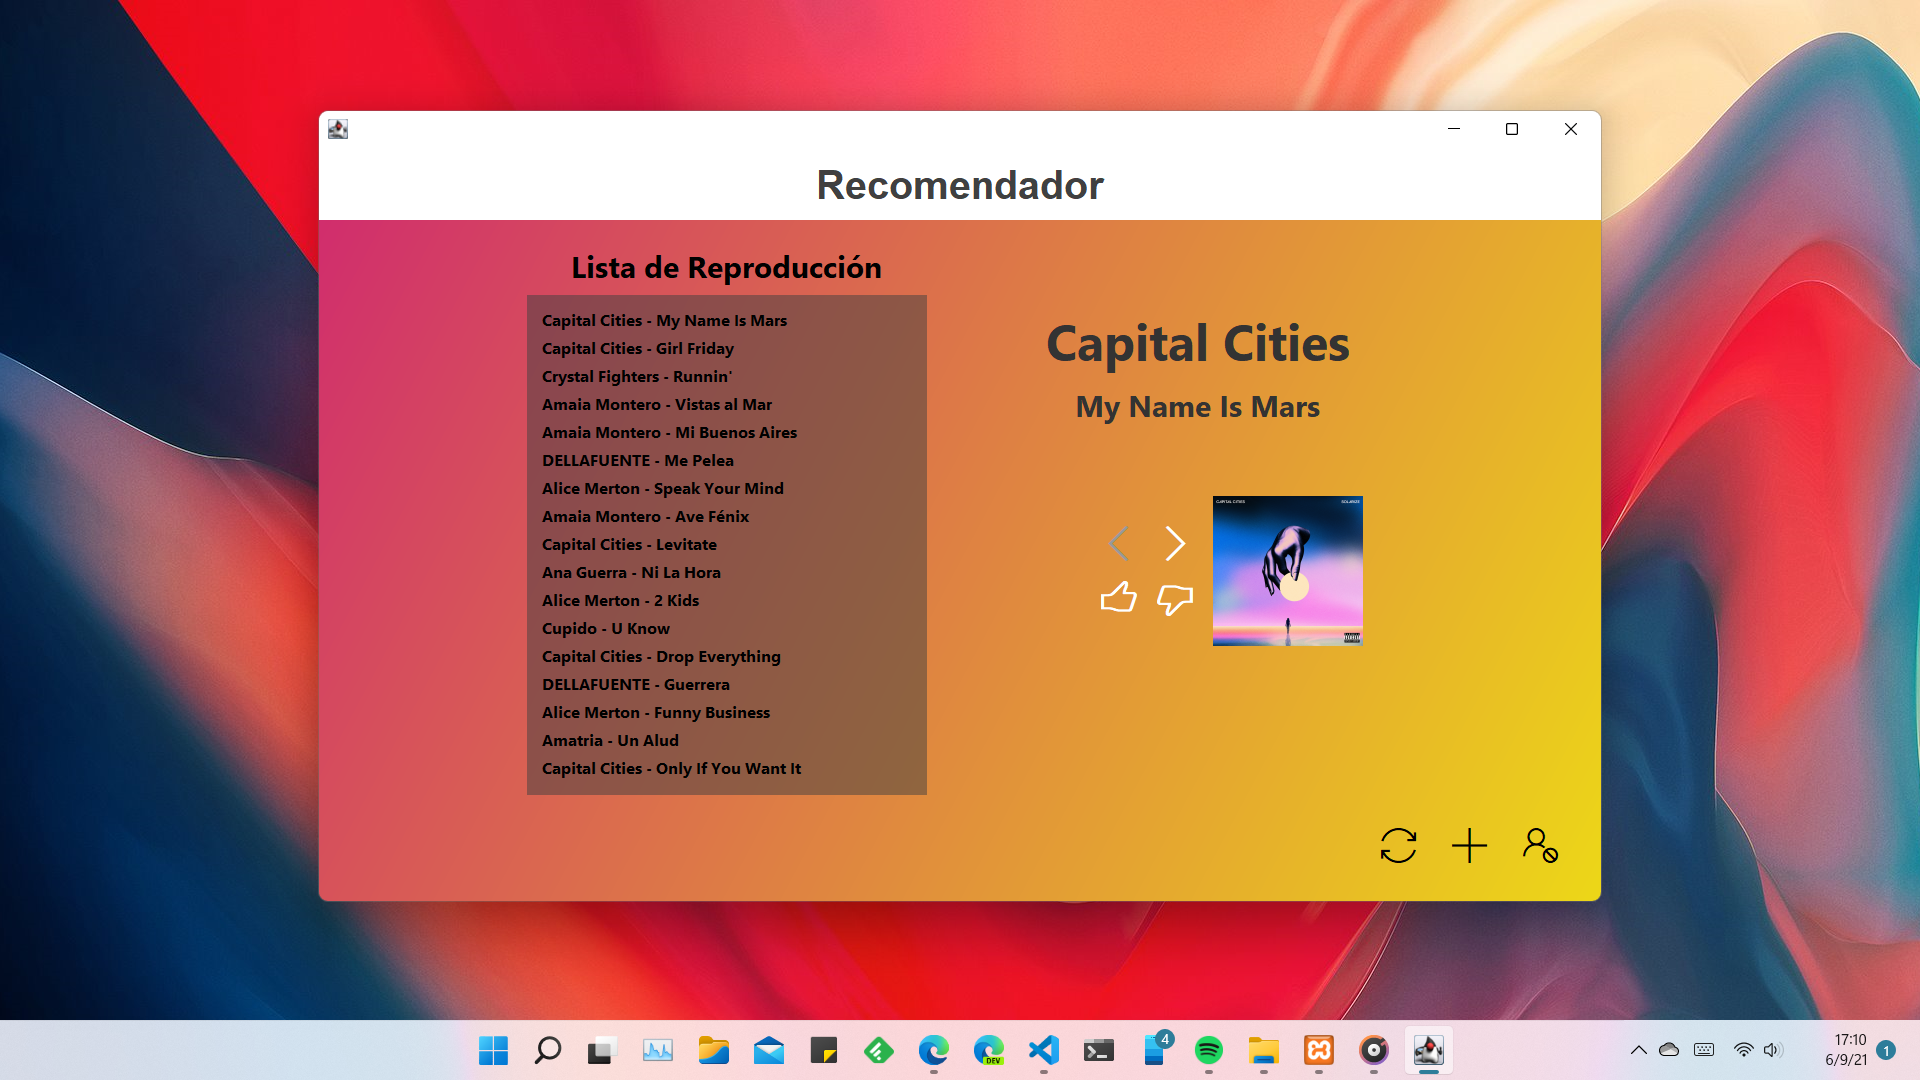 Recomendador
Lista de Reproducción
Capital Cities - My Name Is Mars
Capital Cities - Girl Friday
Crystal Fighters - Runnin'
Amaia Montero - Vistas al Mar
Amaia Montero - Mi Buenos Aires
DELLAFUENTE - Me Pelea
Alice Merton - Speak Your Mind
Amaia Montero - Ave Fénix
Capital Cities - Levitate
Ana Guerra - Ni La Hora
Alice Merton - 2 Kids
Cupido - U Know
Capital Cities - Drop Everything
DELLAFUENTE - Guerrera
Alice Merton - Funny Business
Amatria - Un Alud
Capital Cities - Only If You Want It
Capital Cities
My Name Is Mars
CAPITAL CITIES
SOLARIZE
DEV
4
17:10
6/9/21
1